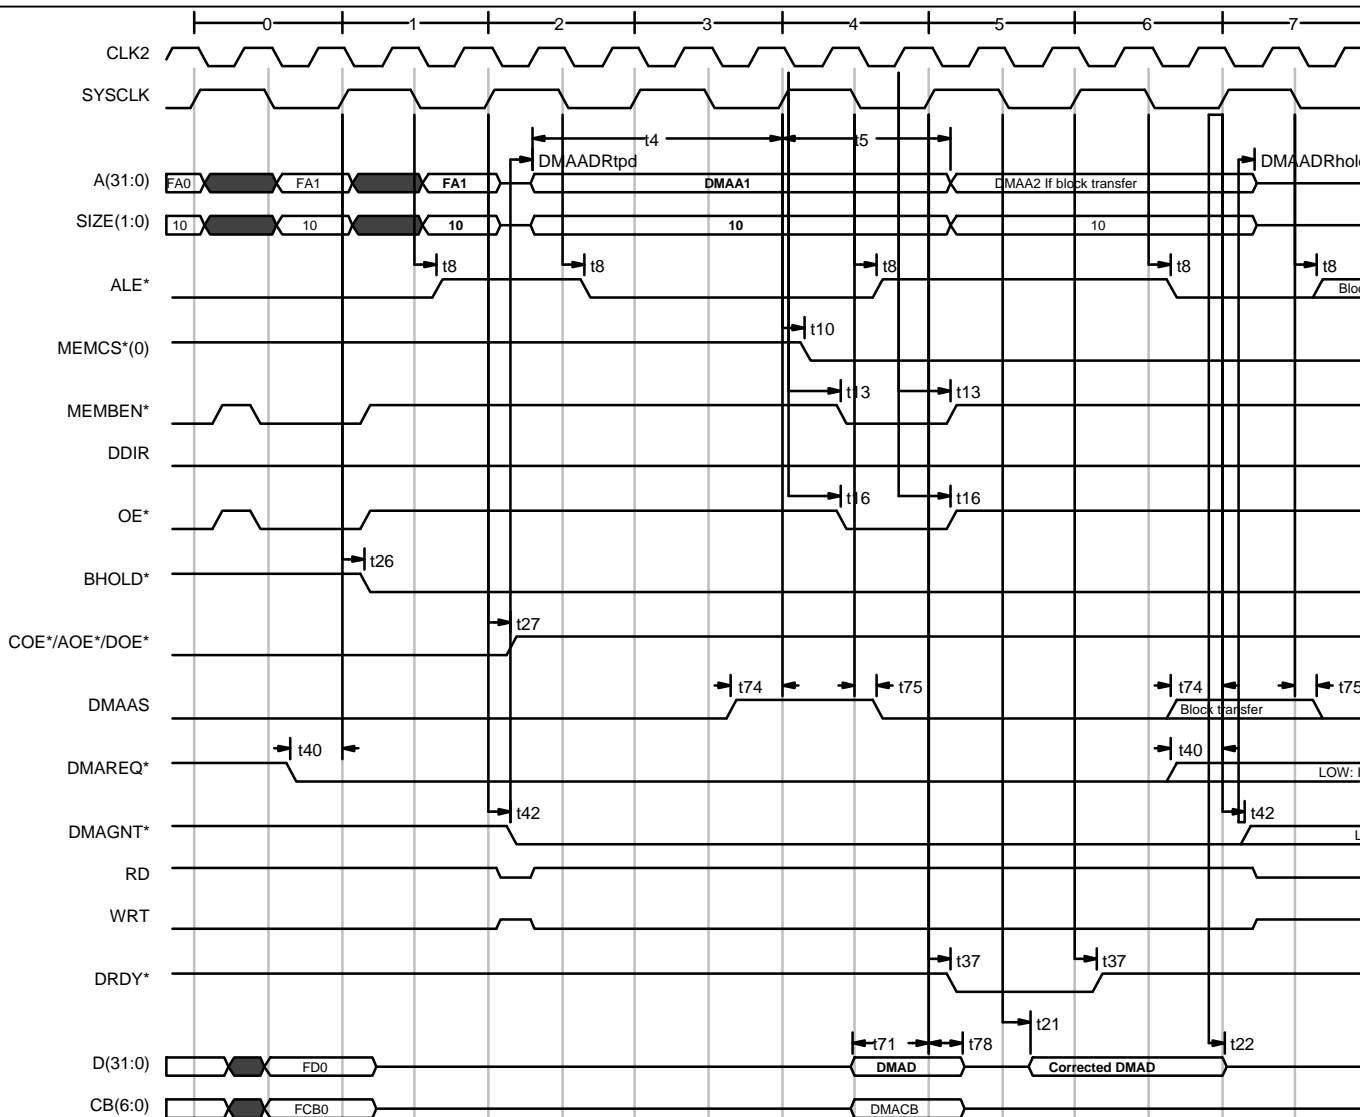 0 1 2 3 4 5 6 7
CLK2
SYSCLK
t4 t5
DMAADRtpd DMAADRhol
A(31:0) FA0 FA1 FA1 DMAA1 DMAA2 If block transfer
SIZE(1:0) 10 10 10 10 10
t8 t8 t8 t8 t8
ALE* Bloc
t10
MEMCS*(0)
t13 t13
MEMBEN*
DDIR
t16 t16
OE*
t26
BHOLD*
t27
COE*/AOE*/DOE*
t74 t75 t74 t75
DMAAS Block transfer
t40 t40
DMAREQ* LOW:
t42 t42
DMAGNT* L
RD
WRT
t37 t37
DRDY*
t21
t71 t78 t22
D(31:0) FD0 DMAD Corrected DMAD
CB(6:0) FCB0 DMACB